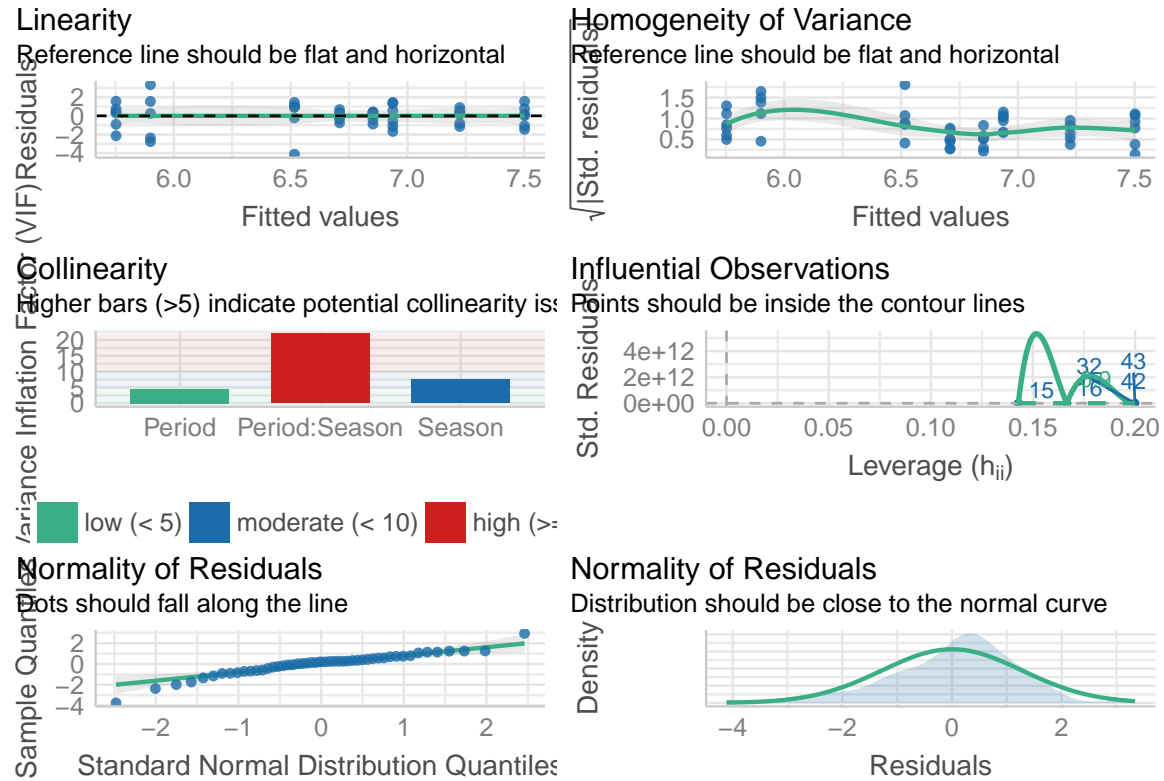 Linearity
Reference line should be flat and horizontal
Residuals
2
0
−2
−4
6.0 6.5 7.0 7.5
Fitted values
Homogeneity of Variance
Reference line should be flat and horizontal
√|Std. residuals|
1.5
1.0
0.5
6.0 6.5 7.0 7.5
Fitted values
Collinearity
Higher bars (>5) indicate potential collinearity iss
Variance Inflation Factor (VIF)
20
15
10
5
0
Period Period:Season Season
low (< 5) moderate (< 10) high (>=
Influential Observations
Points should be inside the contour lines
Std. Residuals
4e+12
2e+12
0e+00
15
32
16
43
42
0.00 0.05 0.10 0.15 0.20
Leverage (hii)
Normality of Residuals
Dots should fall along the line
Sample Quantiles
2
0
−2
−4
−2 −1 0 1 2
Standard Normal Distribution Quantiles
Normality of Residuals
Distribution should be close to the normal curve
Density
−4 −2 0 2
Residuals